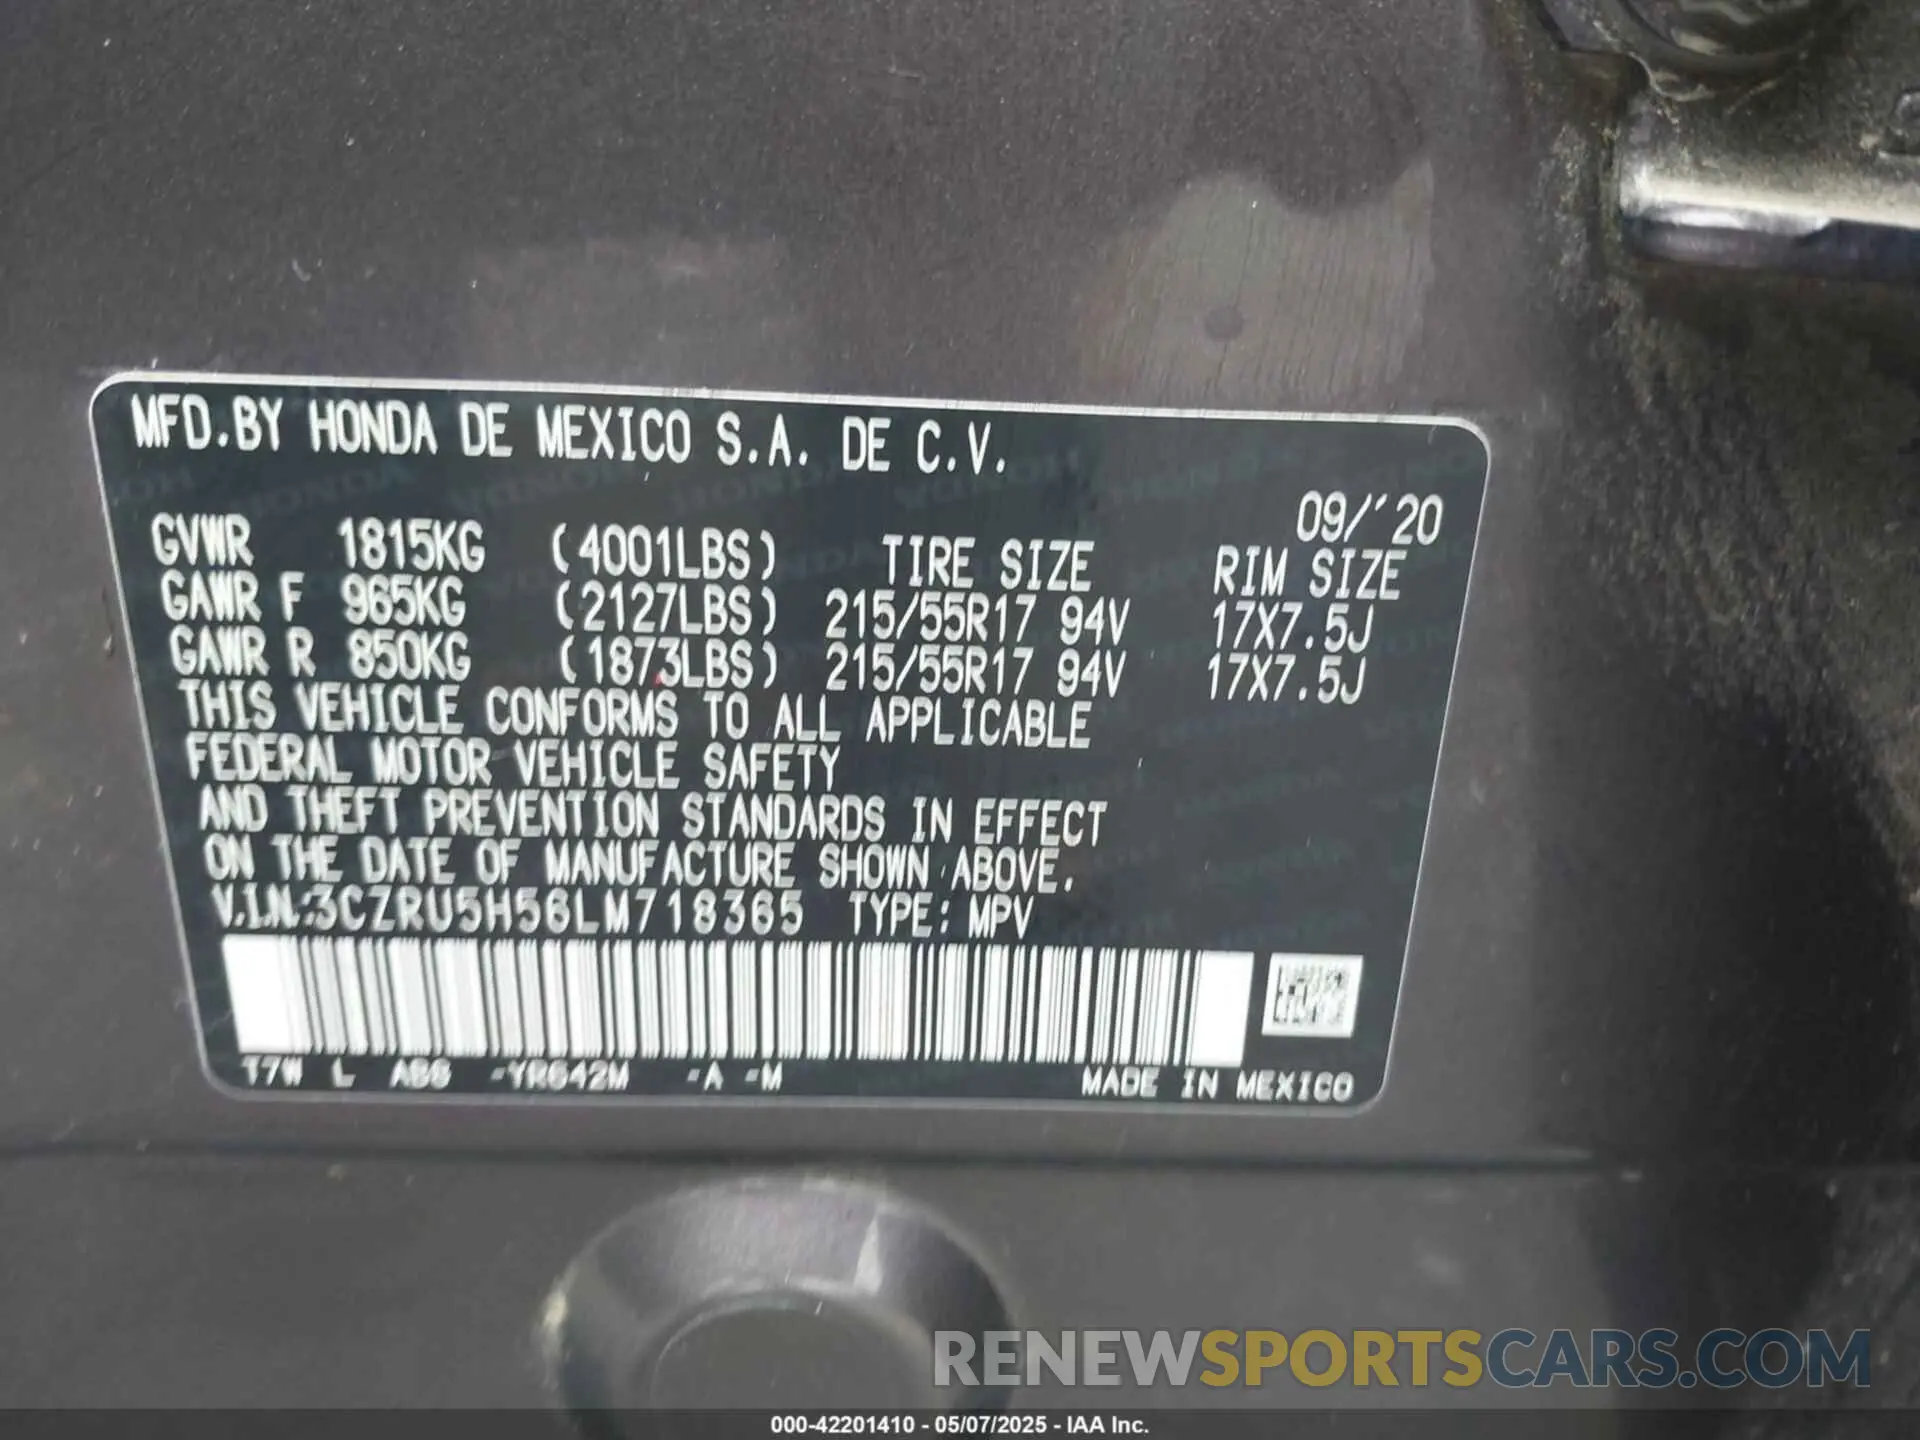 MFD.BY HONDA DE MEXICO S.A. DE C.V.
09/'20
GVWR 1815KG (4001LBS) TIRE SIZE RIM SIZE
GAWR F 965KG (2127LBS) 215/55R17 94V 17X7.5J
GAWR R 850KG (1873LBS) 215/55R17 94V 17X7.5J
THIS VEHICLE CONFORMS TO ALL APPLICABLE
FEDERAL MOTOR VEHICLE SAFETY
AND THEFT PREVENTION STANDARDS IN EFFECT
ON THE DATE OF MANUFACTURE SHOWN ABOVE.
V.I.N.:3CZRU5H56LM718365 TYPE: MPV
T7W L AB8 -YR642M -A -M MADE IN MEXICO
RENEWSPORTSCARS.COM
000-42201410 - 05/07/2025 - IAA Inc.